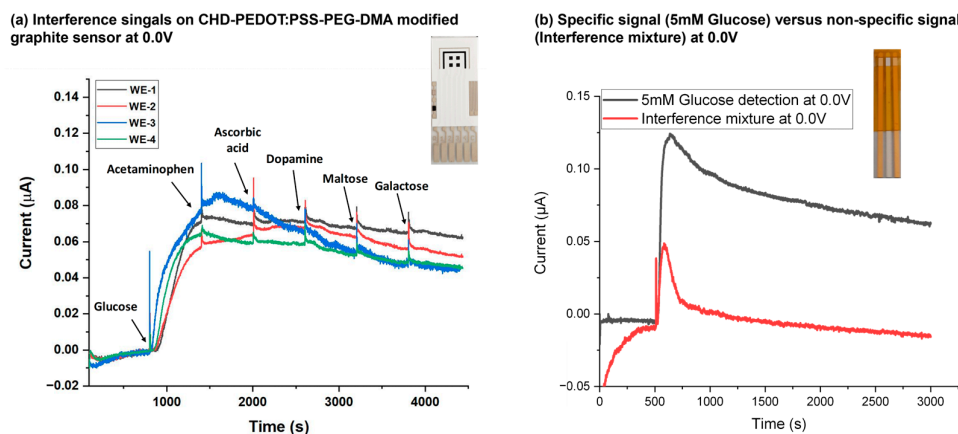 (a) Interference singals on CHD-PEDOT:PSS-PEG-DMA modified
graphite sensor at 0.0V
WE-1
WE-2
WE-3
WE-4
Glucose
Acetaminophen
Ascorbic
acid
Dopamine
Maltose
Galactose
0.14
0.12
0.10
0.08
0.06
0.04
0.02
0.00
−0.02
Current (μA)
1000
2000
3000
4000
Time (s)
(b) Specific signal (5mM Glucose) versus non-specific signal
(Interference mixture) at 0.0V
5mM Glucose detection at 0.0V
Interference mixture at 0.0V
0.15
0.10
0.05
0.00
−0.05
Current (μA)
0
500
1000
1500
2000
2500
3000
Time (s)